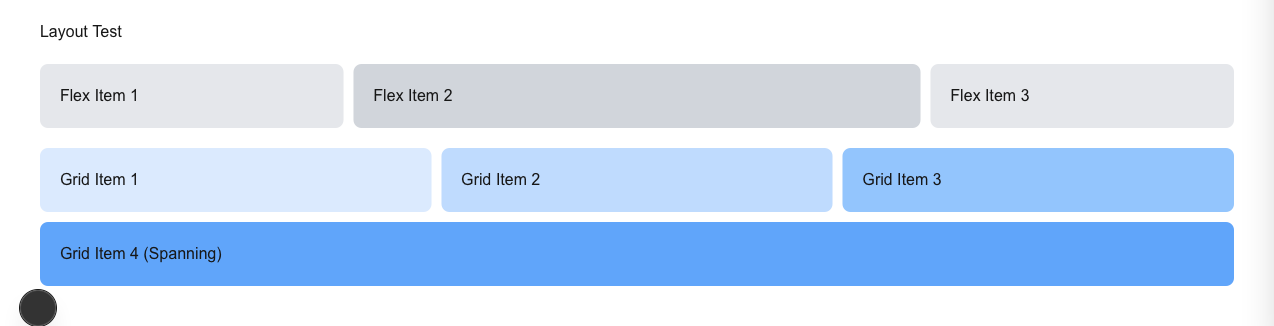 Layout Test
Flex Item 1
Flex Item 2
Flex Item 3
Grid Item 1
Grid Item 2
Grid Item 3
Grid Item 4 (Spanning)